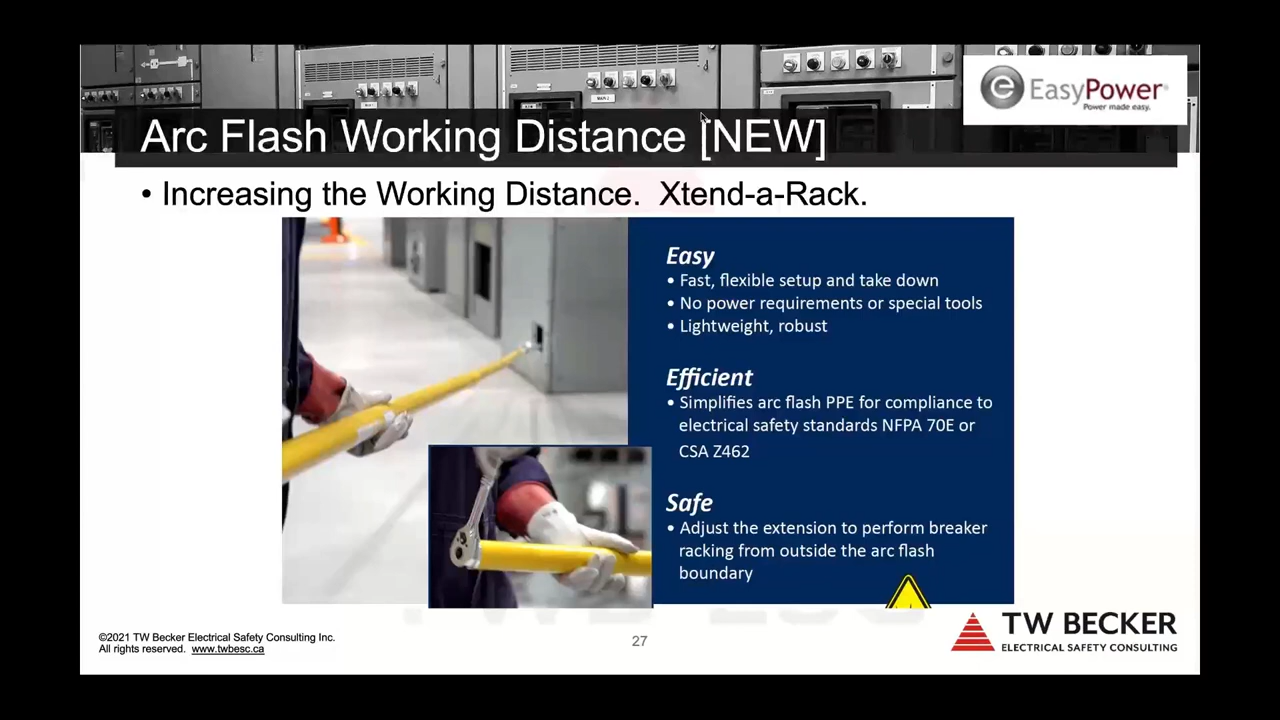 EasyPower®
Power made easy.
Arc Flash Working Distance [NEW]
• Increasing the Working Distance.  Xtend-a-Rack.
Easy
• Fast, flexible setup and take down
• No power requirements or special tools
• Lightweight, robust
Efficient
• Simplifies arc flash PPE for compliance to
electrical safety standards NFPA 70E or
CSA Z462
Safe
• Adjust the extension to perform breaker
racking from outside the arc flash
boundary
©2021 TW Becker Electrical Safety Consulting Inc.
All rights reserved.  www.twbesc.ca
27
TW BECKER
ELECTRICAL SAFETY CONSULTING